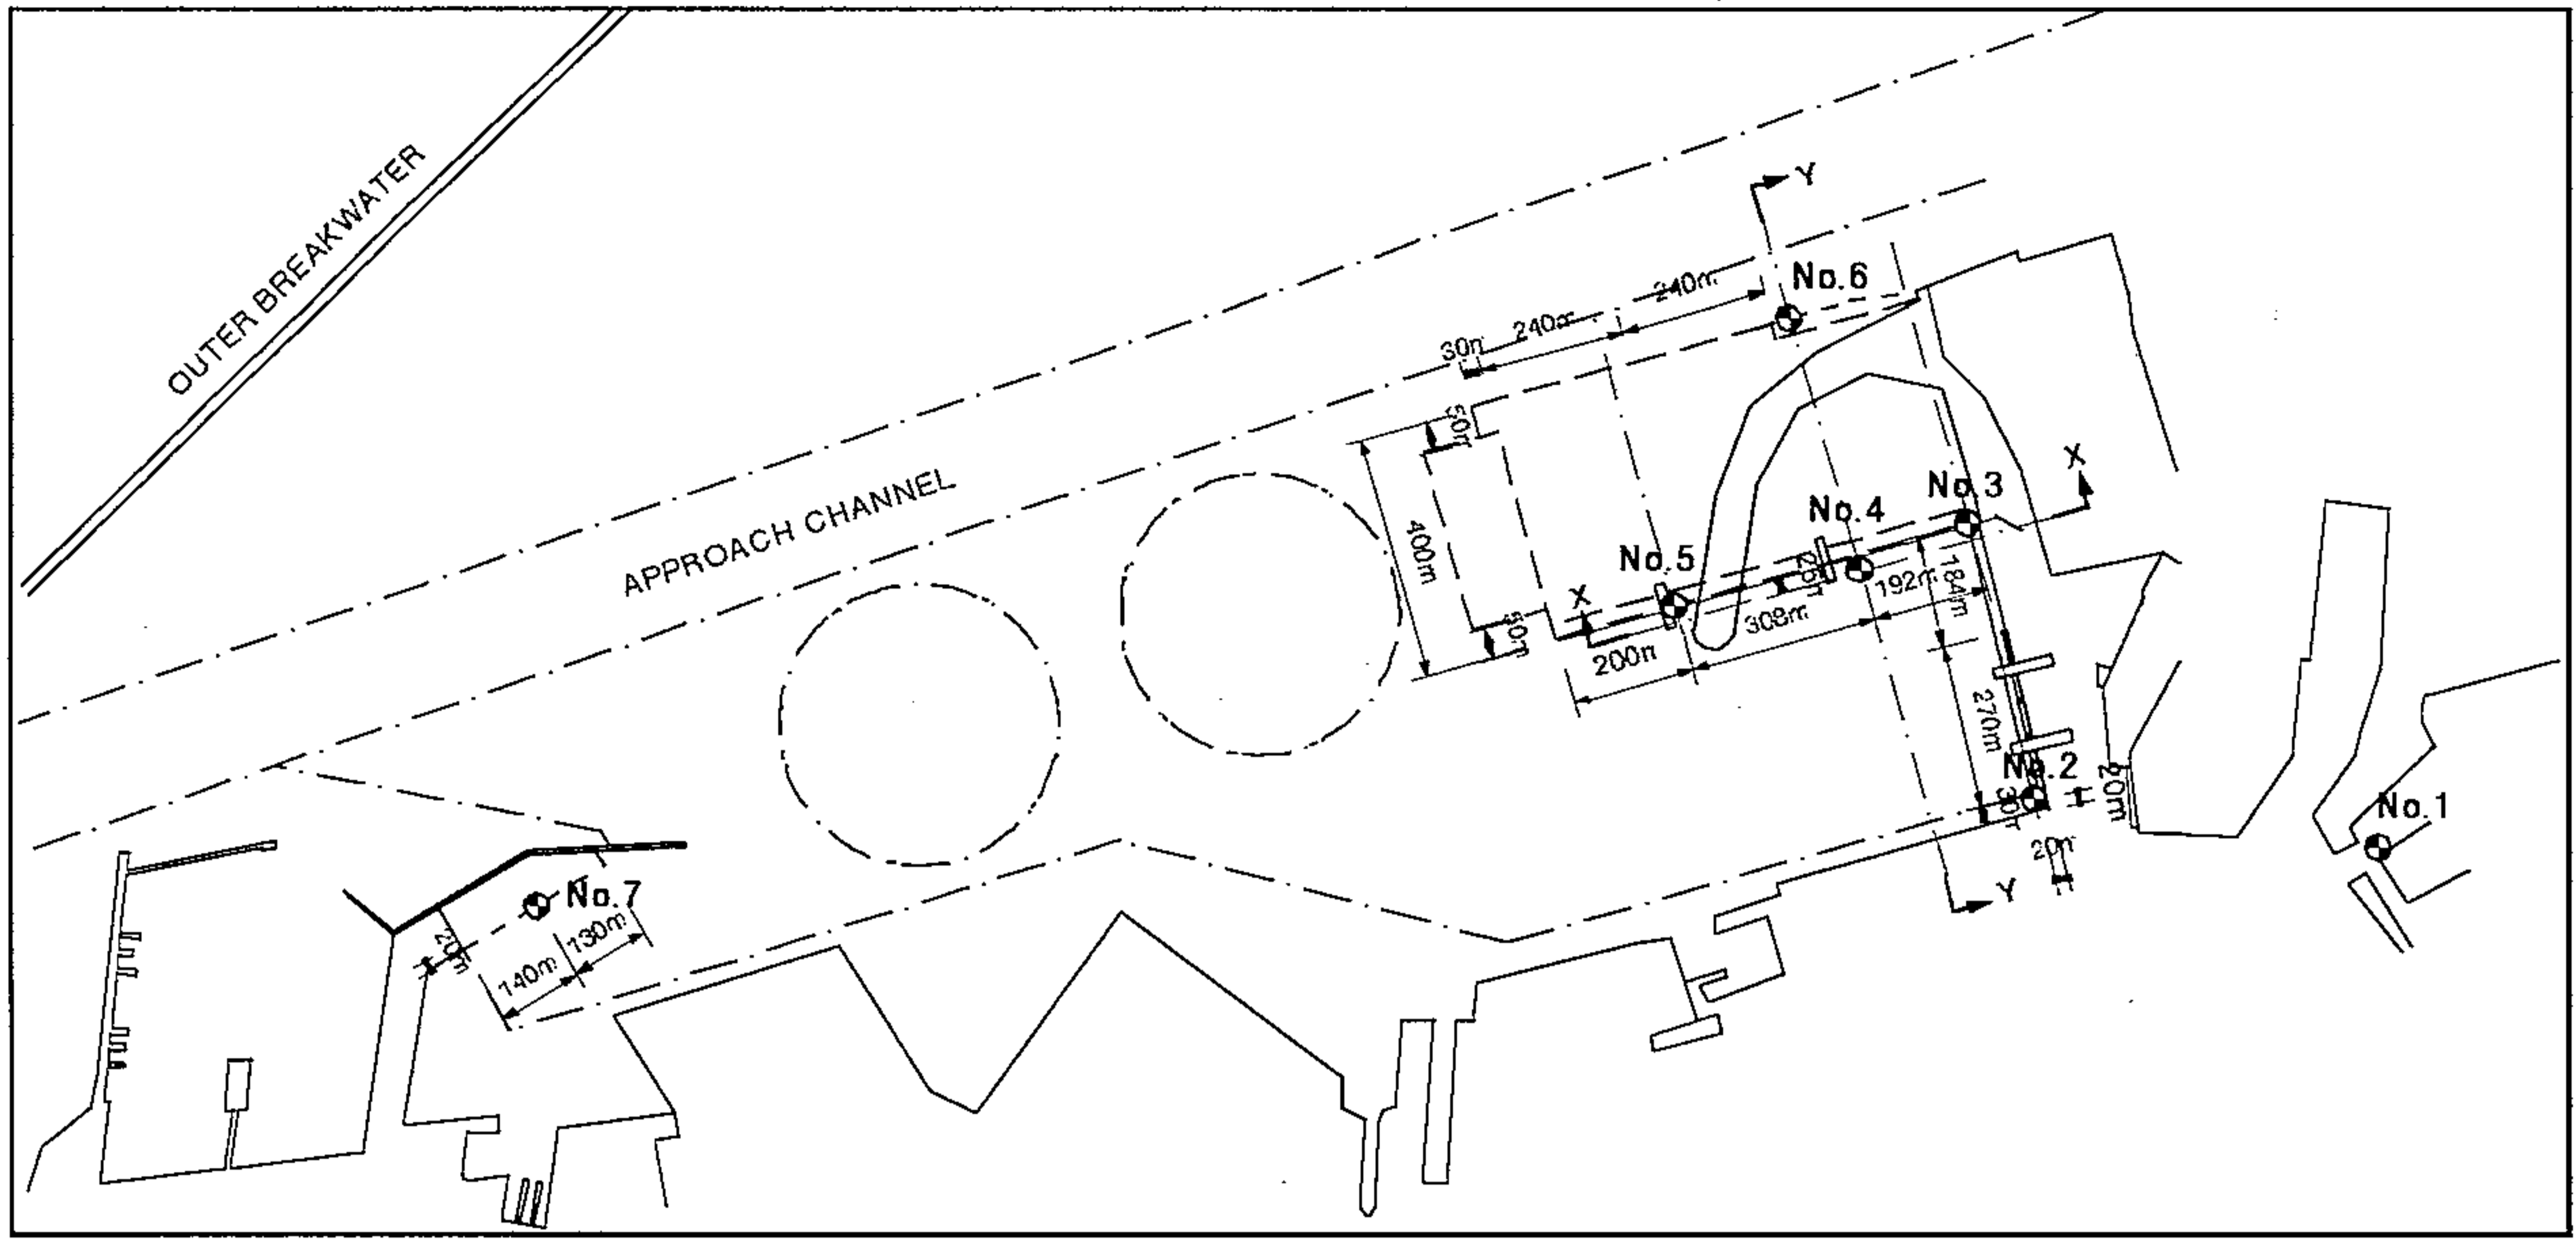 OUTER BREAKWATER
APPROACH CHANNEL
Y
No.6
240m
240m
30m
50m
400m
50m
X
No.3
No.4
No.5
X
25m
192m
184m
308m
200m
270m
No.2
30m
20m
20m
No.1
Y
No.7
20m
130m
140m